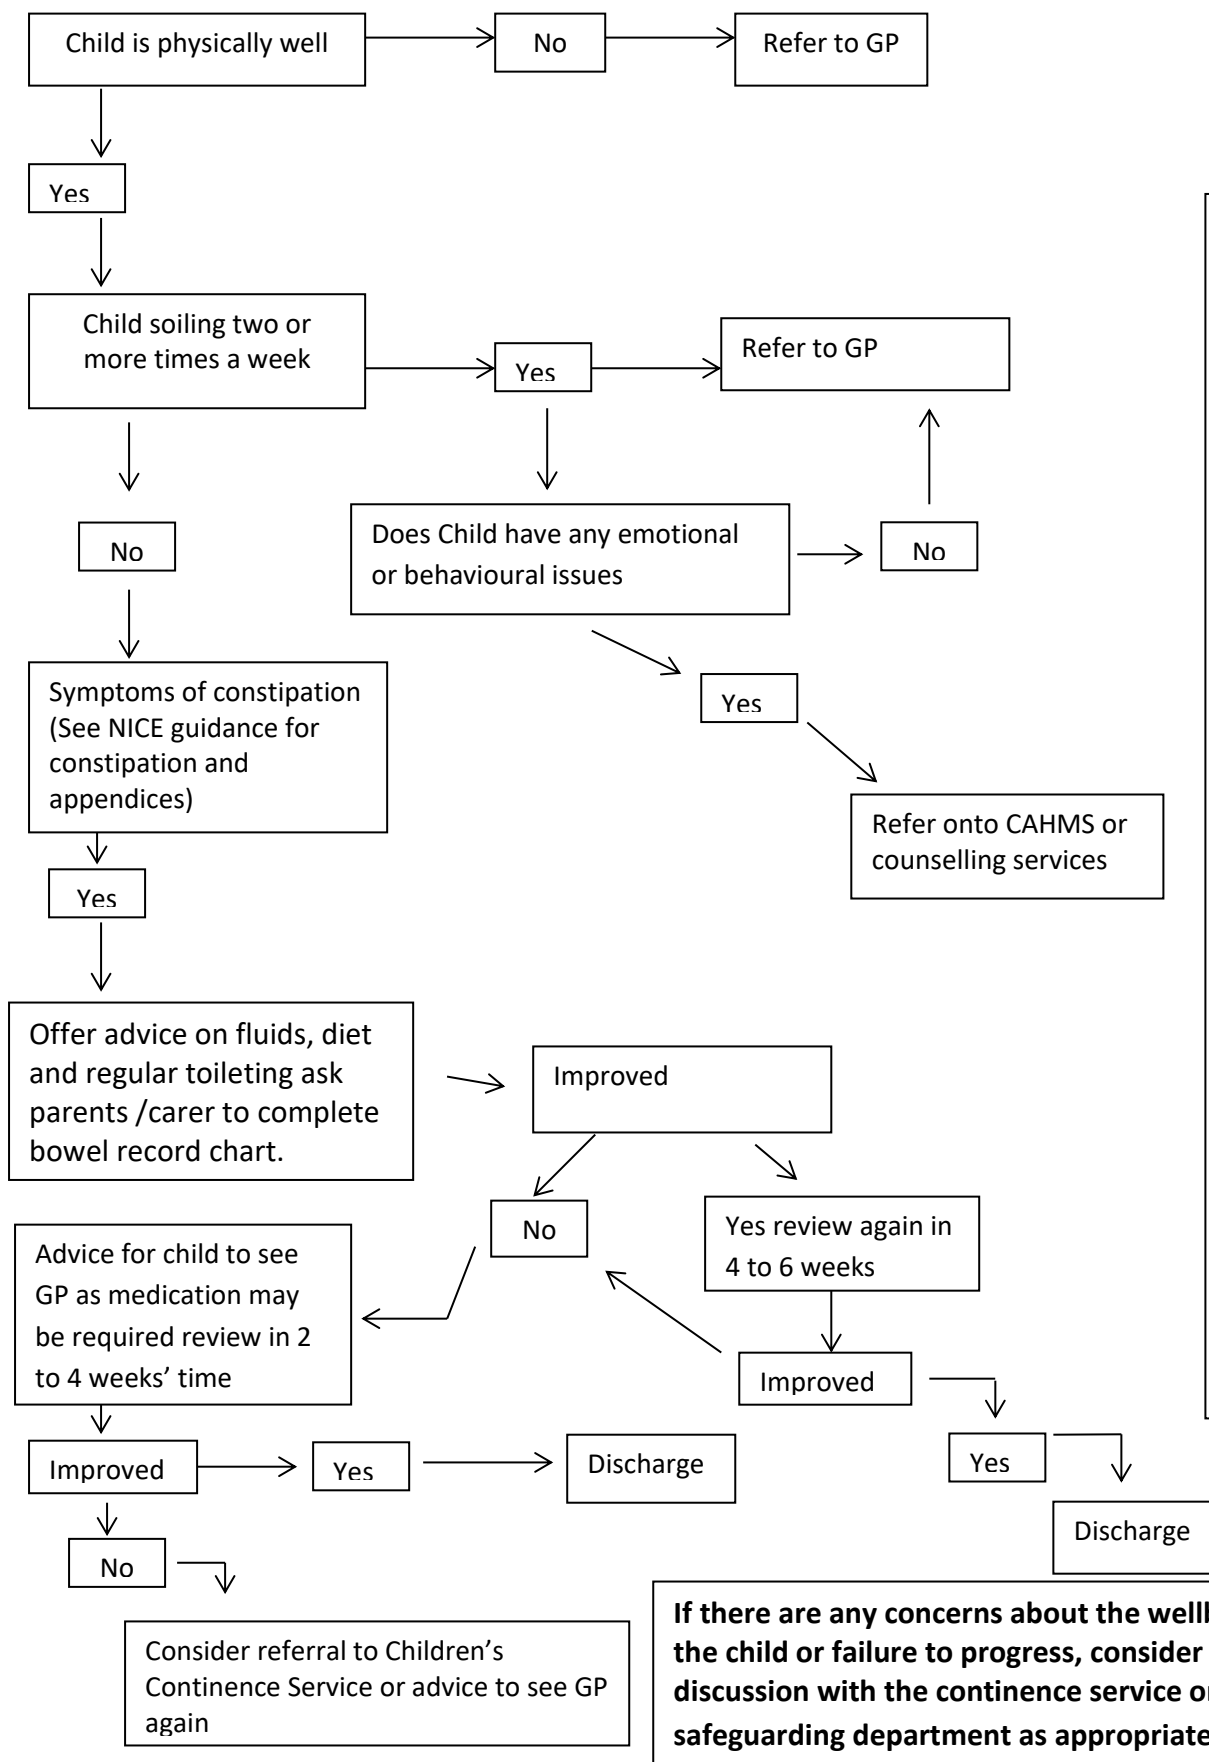 Child is physically well
No
Refer to GP
Yes
Child soiling two or
more times a week
Yes
Refer to GP
No
Does Child have any emotional
or behavioural issues
No
Symptoms of constipation
(See NICE guidance for
constipation and
appendices)
Yes
Refer onto CAHMS or
counselling services
Yes
Offer advice on fluids, diet
and regular toileting ask
parents /carer to complete
bowel record chart.
Improved
No
Yes review again in
4 to 6 weeks
Advice for child to see
GP as medication may
be required review in 2
to 4 weeks’ time
Improved
Improved
Yes
Discharge
Yes
Discharge
No
Consider referral to Children’s
Continence Service or advice to see GP
again
If there are any concerns about the
the child or failure to progress, consider
discussion with the continence service
safeguarding department as appropriate